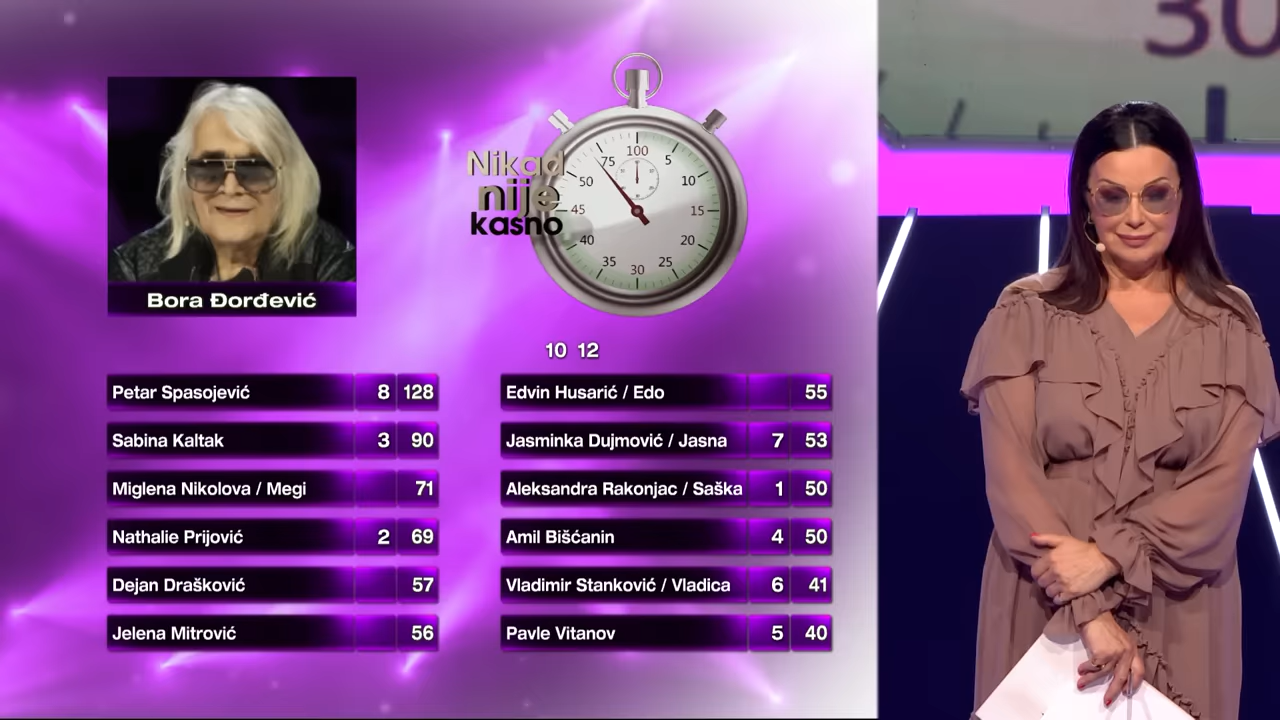 Nikad
nije
kasno
100
5
10
15
20
25
30
35
40
45
50
75
Bora Đorđević
10 12
Petar Spasojević 8 128
Sabina Kaltak 3 90
Miglena Nikolova / Megi 71
Nathalie Prijović 2 69
Dejan Drašković 57
Jelena Mitrović 56
Edvin Husarić / Edo 55
Jasminka Dujmović / Jasna 7 53
Aleksandra Rakonjac / Saška 1 50
Amil Bišćanin 4 50
Vladimir Stanković / Vladica 6 41
Pavle Vitanov 5 40
30